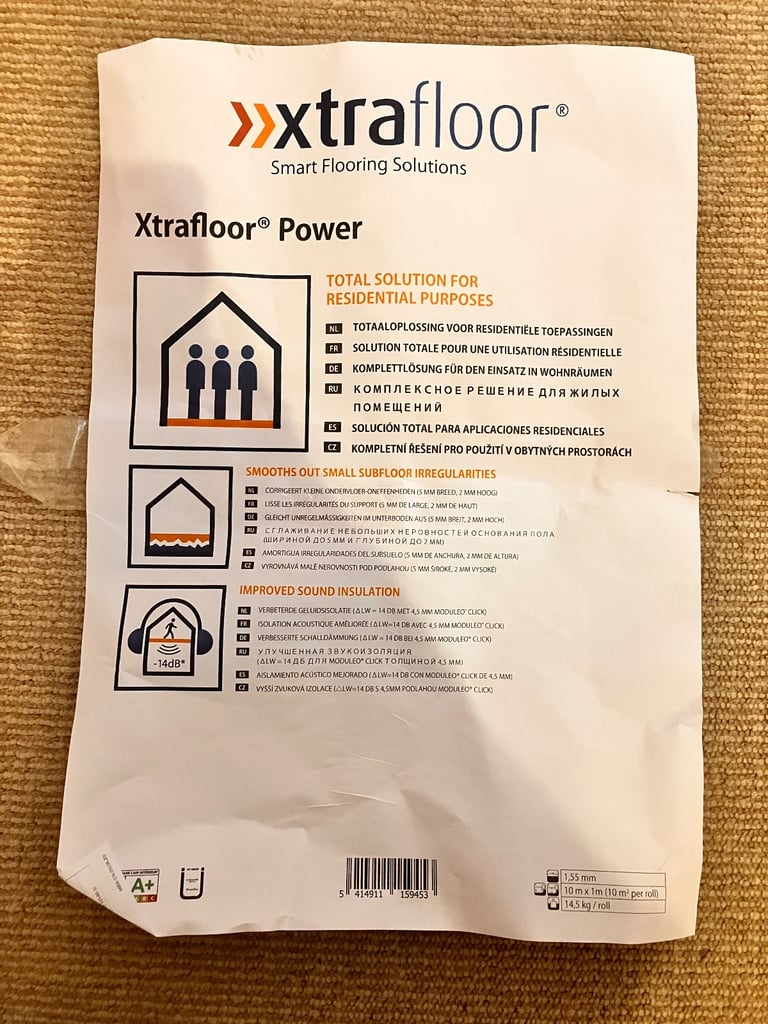 xtrafloor®
Smart Flooring Solutions
Xtrafloor® Power
TOTAL SOLUTION FOR
RESIDENTIAL PURPOSES
NL TOTAALOPLOSSING VOOR RESIDENTIËLE TOEPASSINGEN
FR SOLUTION TOTALE POUR UNE UTILISATION RÉSIDENTIELLE
DE KOMPLETTLÖSUNG FÜR DEN EINSATZ IN WOHNRÄUMEN
RU КОМПЛЕКСНОЕ РЕШЕНИЕ ДЛЯ ЖИЛЫХ
ПОМЕЩЕНИЙ
ES SOLUCIÓN TOTAL PARA APLICACIONES RESIDENCIALES
CZ KOMPLETNÍ ŘEŠENÍ PRO POUŽITÍ V OBYTNÝCH PROSTORÁCH
SMOOTHS OUT SMALL SUBFLOOR IRREGULARITIES
NL CORRIGEERT KLEINE ONDERVLOER-ONEFFENHEDEN (5 MM BREED, 2 MM HOOG)
FR LISSE LES IRRÉGULARITÉS DU SUPPORT (5 MM DE LARGE, 2 MM DE HAUT)
DE GLEICHT UNREGELMÄSSIGKEITEN IM UNTERBODEN AUS (5 MM BREIT, 2 MM HOCH)
RU СГЛАЖИВАНИЕ НЕБОЛЬШИХ НЕРОВНОСТЕЙ ОСНОВАНИЯ ПОЛА
(ШИРИНОЙ ДО 5 ММ И ГЛУБИНОЙ ДО 2 ММ)
ES AMORTIGUA IRREGULARIDADES DEL SUBSUELO (5 MM DE ANCHURA, 2 MM DE ALTURA)
CZ VYROVNÁVÁ MALÉ NEROVNOSTI POD PODLAHOU (5 MM ŠIROKÉ, 2 MM VYSOKÉ)
IMPROVED SOUND INSULATION
-14dB*
NL VERBETERDE GELUIDSISOLATIE (ΔLW = 14 DB MET 4,5 MM MODULEO® CLICK)
FR ISOLATION ACOUSTIQUE AMÉLIORÉE (ΔLW = 14 DB AVEC 4,5 MM MODULEO® CLICK)
DE VERBESSERTE SCHALLDÄMMUNG (ΔLW = 14 DB BEI 4,5 MM MODULEO® CLICK)
RU УЛУЧШЕННАЯ ЗВУКОИЗОЛЯЦИЯ
(ΔLW = 14 ДБ ДЛЯ MODULEO® CLICK ТОЛЩИНОЙ 4,5 ММ)
ES AISLAMIENTO ACÚSTICO MEJORADO (ΔLW = 14 DB CON MODULEO® CLICK DE 4,5 MM)
CZ VYŠŠÍ ZVUKOVÁ IZOLACE (ΔLW=14 DB S 4,5MM PODLAHOU MODULEO® CLICK)
A+
B C
5 414911 159453
1,55 mm
10 m x 1m (10 m² per roll)
14,5 kg / roll